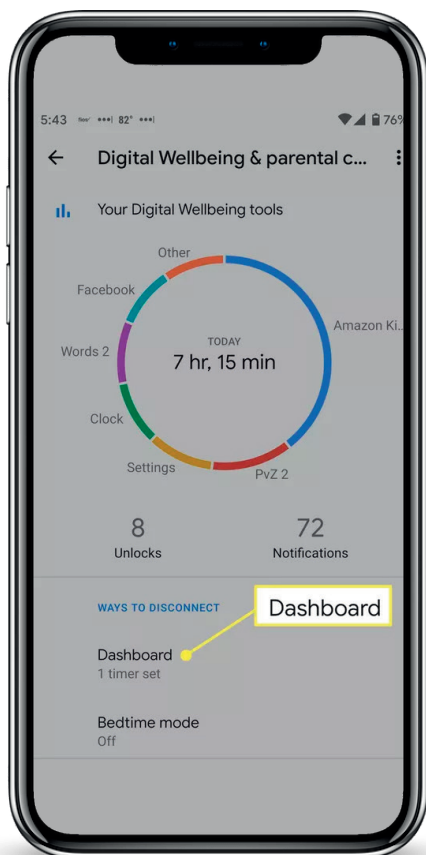 5:43 82° 76%
Digital Wellbeing & parental c...
Your Digital Wellbeing tools
Other
Facebook
Amazon Ki..
Words 2
TODAY
7 hr, 15 min
Clock
Settings
PvZ 2
8
72
Unlocks
Notifications
WAYS TO DISCONNECT
Dashboard
Dashboard
1 timer set
Bedtime mode
Off